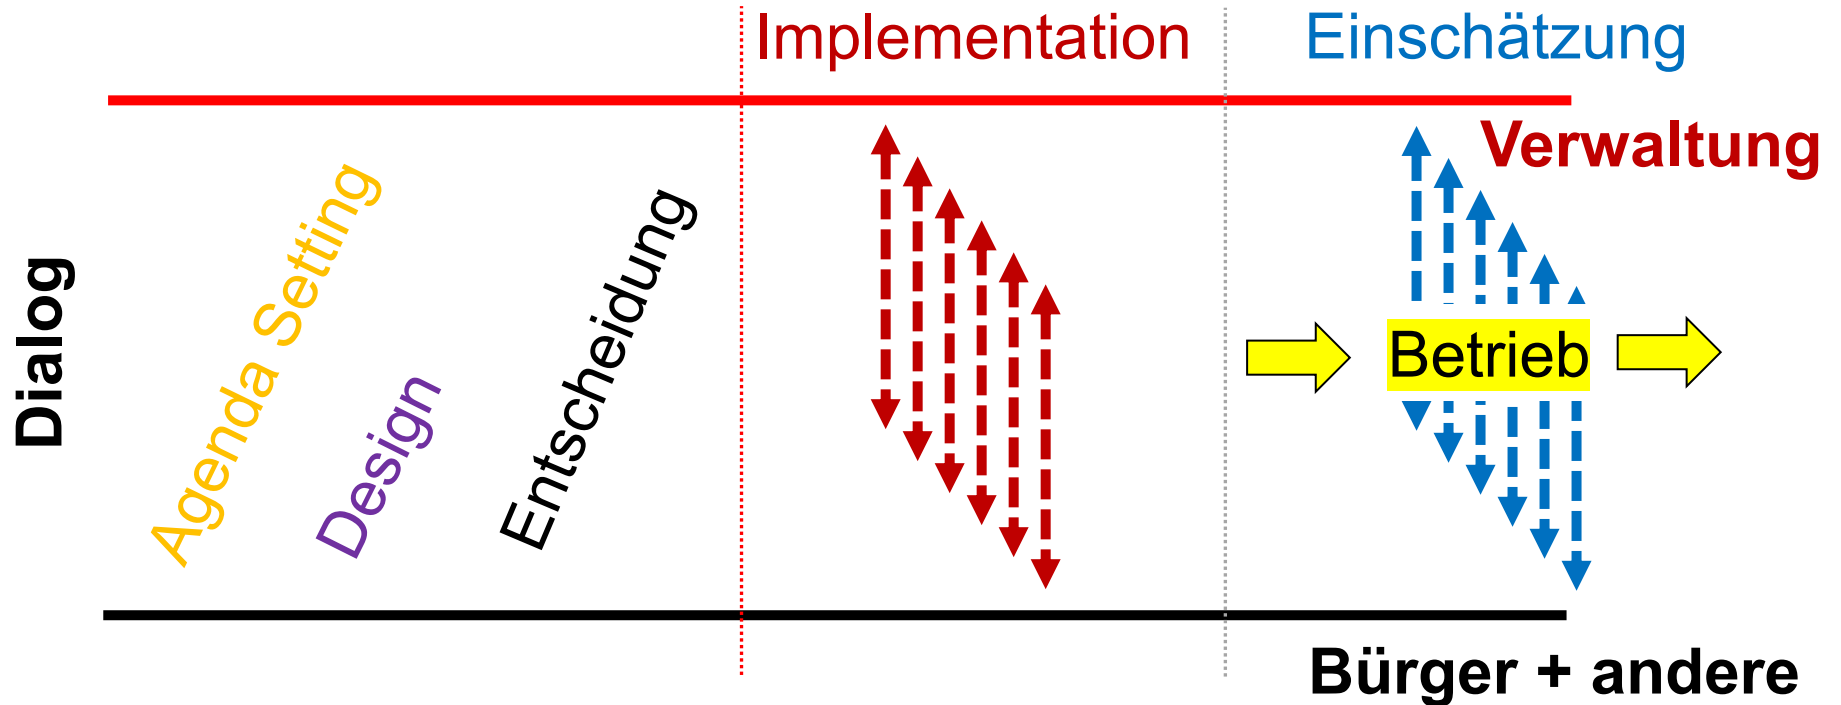 Implementation
Einschätzung
Verwaltung
Dialog
Agenda Setting
Design
Entscheidung
Betrieb
Bürger + andere